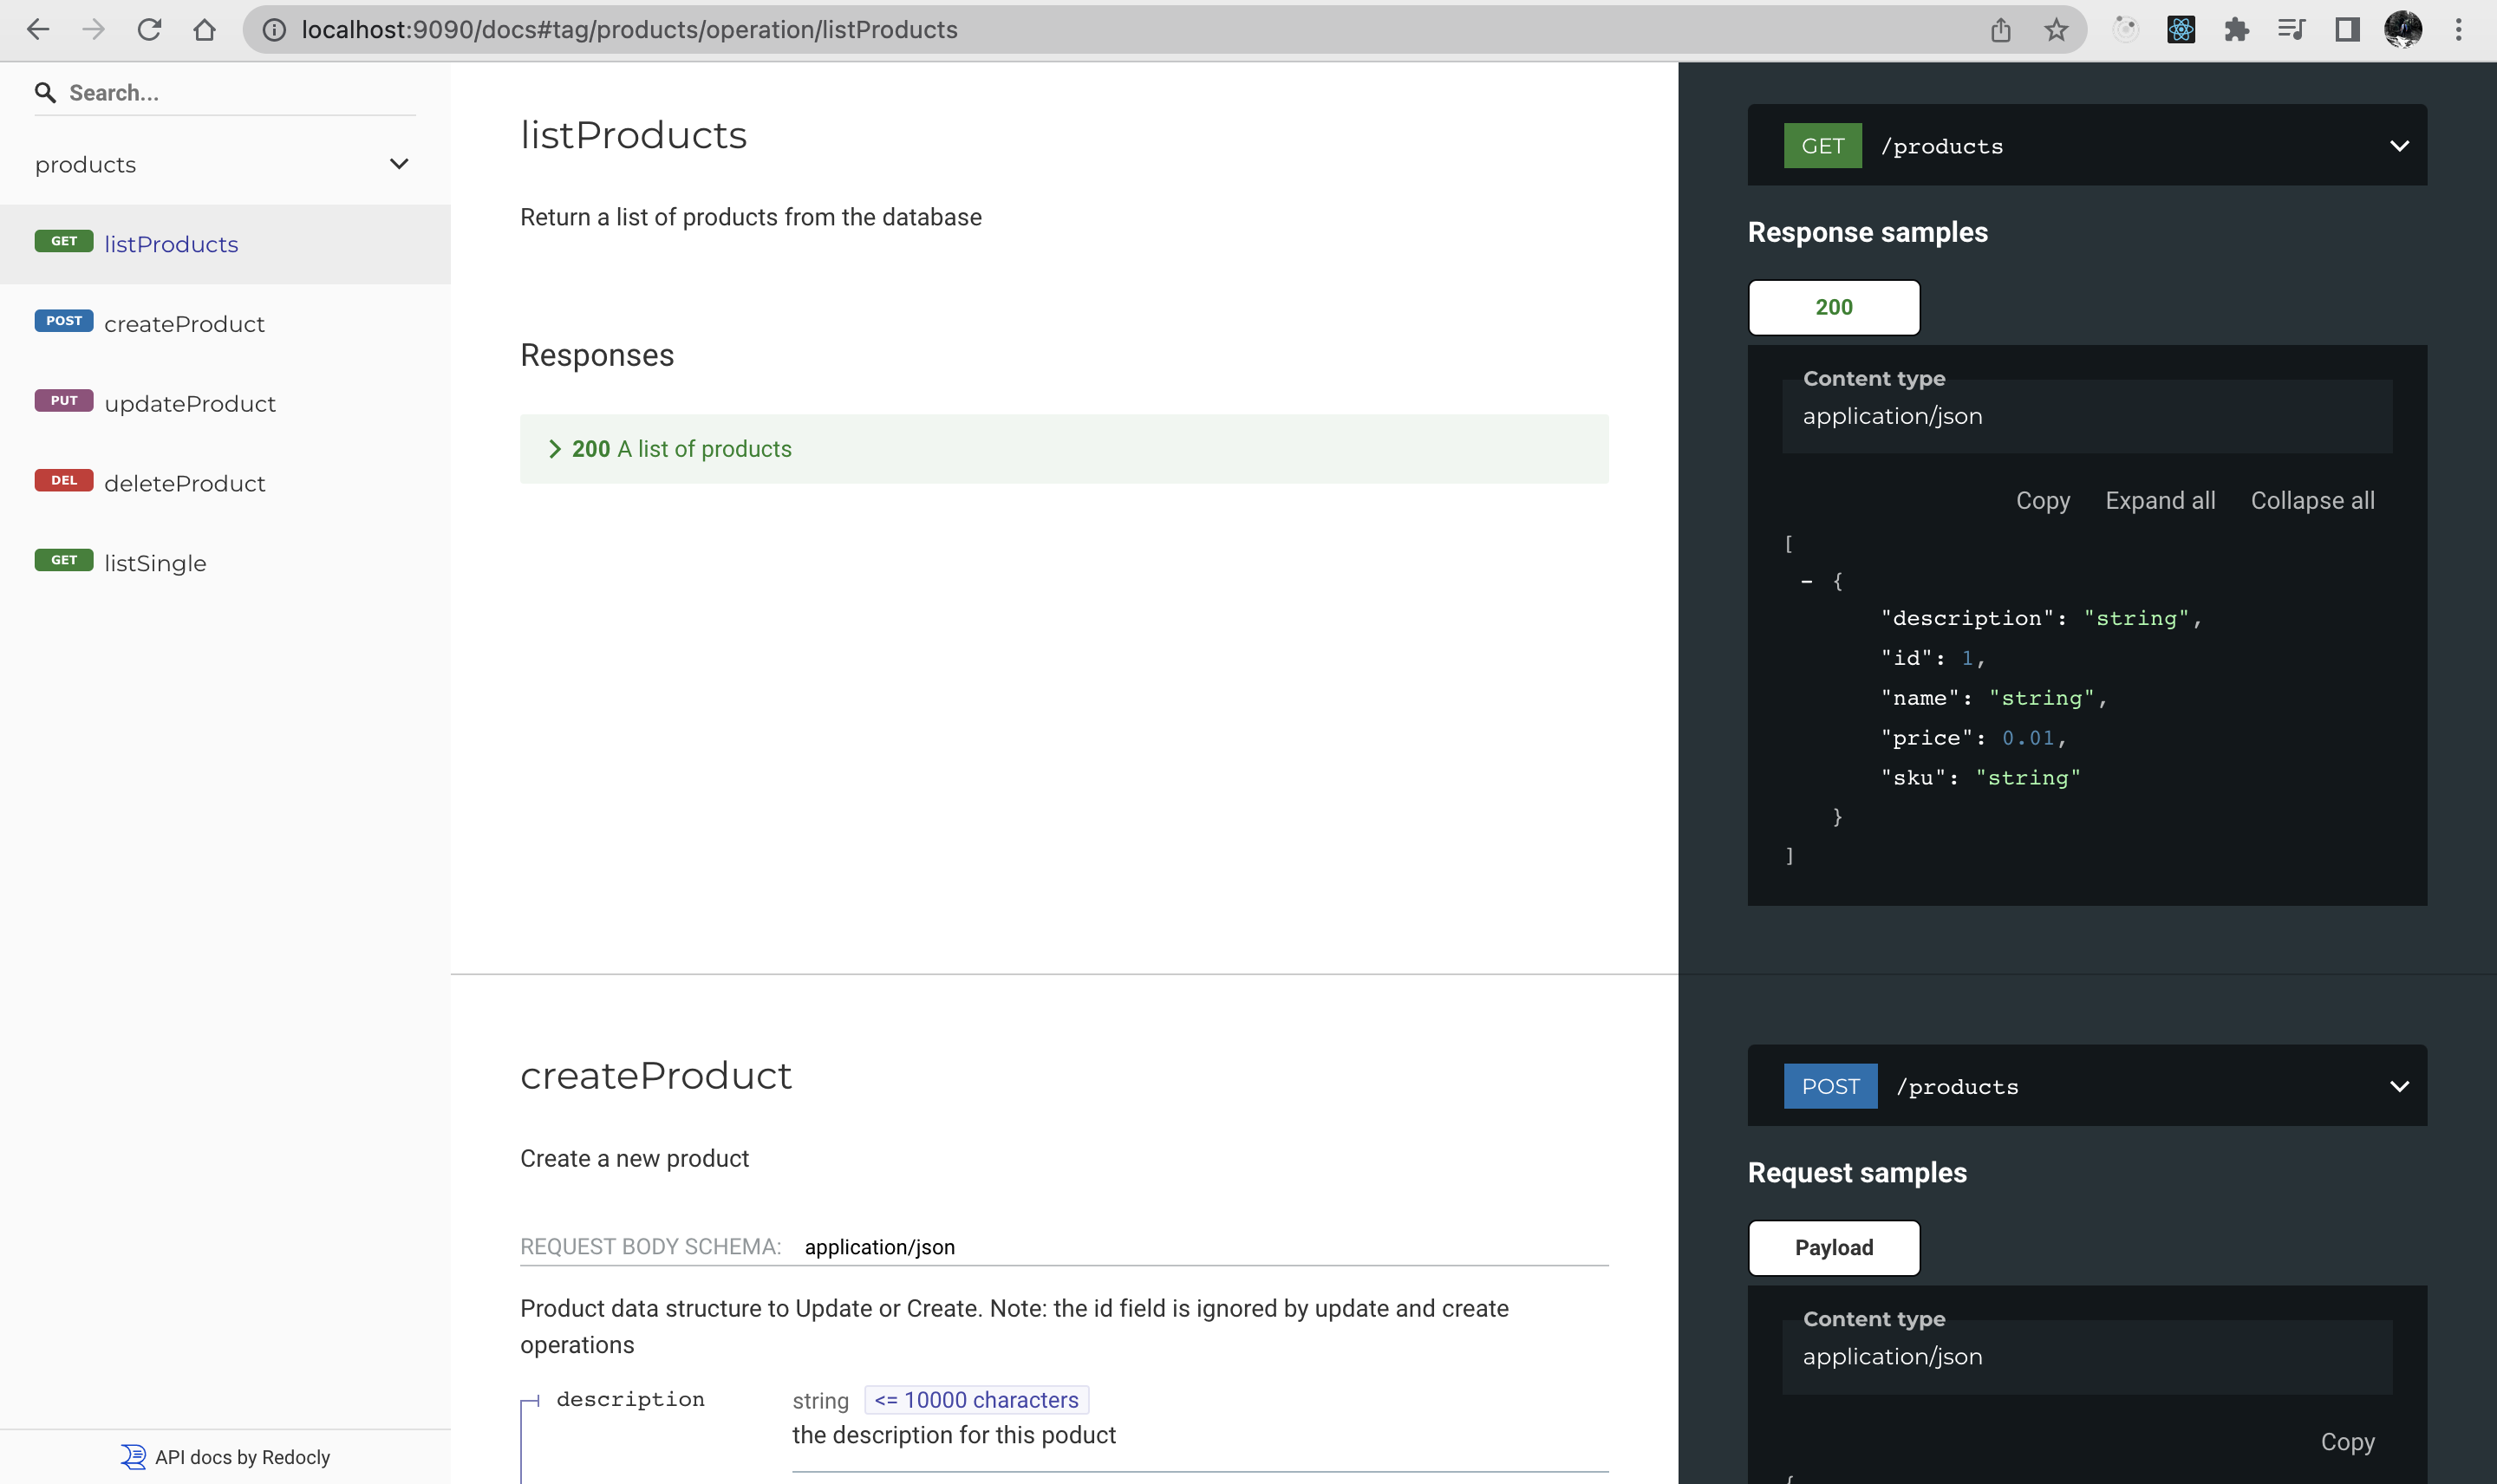 localhost:9090/docs#tag/products/operation/listProducts
Search...
products
GET listProducts
POST createProduct
PUT updateProduct
DEL deleteProduct
GET listSingle
API docs by Redocly
listProducts
Return a list of products from the database
Responses
200 A list of products
createProduct
Create a new product
REQUEST BODY SCHEMA: application/json
Product data structure to Update or Create. Note: the id field is ignored by update and create
operations
description string <= 10000 characters
the description for this poduct
GET /products
Response samples
200
Content type
application/json
Copy Expand all Collapse all
[
- {
"description": "string",
"id": 1,
"name": "string",
"price": 0.01,
"sku": "string"
}
]
POST /products
Request samples
Payload
Content type
application/json
Copy
{